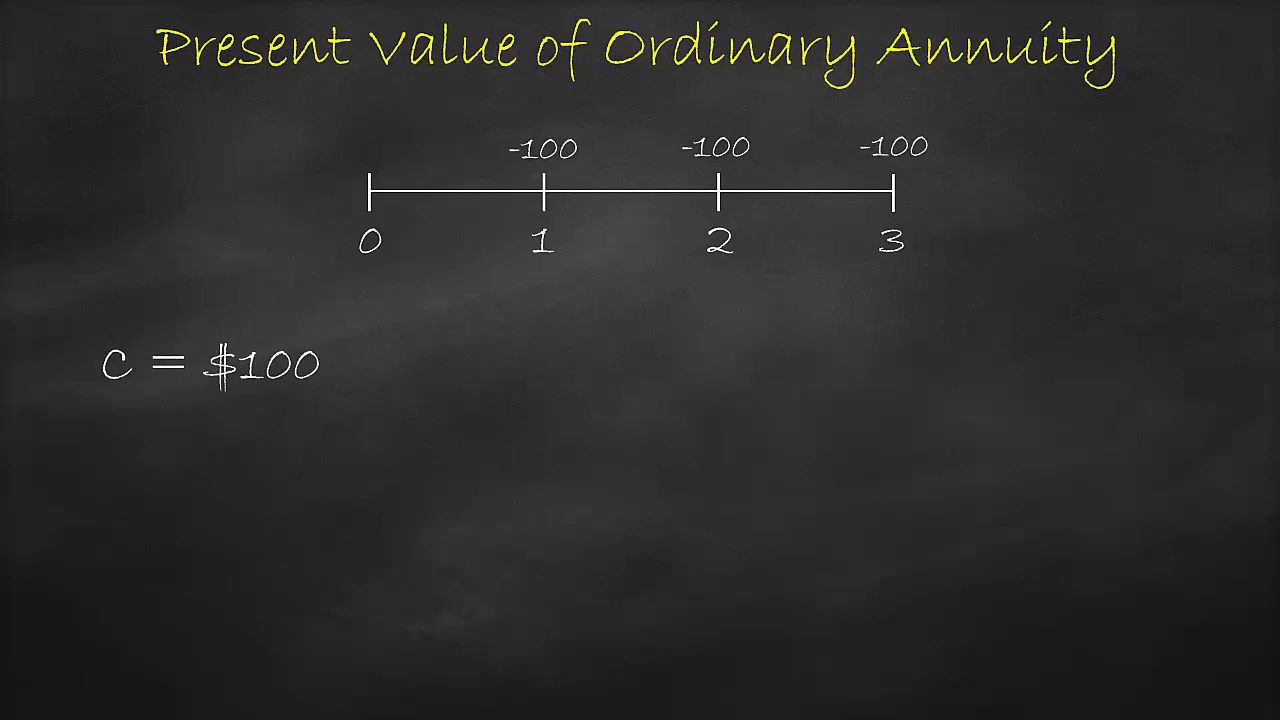 Present Value of Ordinary Annuity
-100 -100 -100
0 1 2 3
C = $100